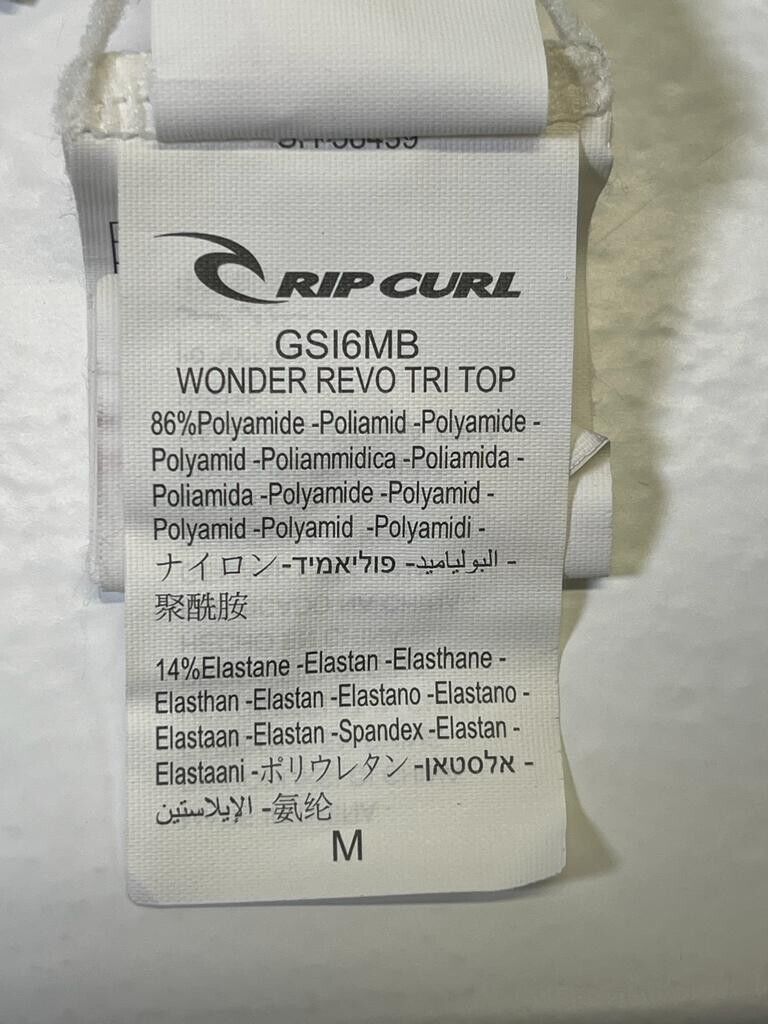 RIP CURL
GSI6MB
WONDER REVO TRI TOP
86%Polyamide -Poliamid -Polyamide -
Polyamid -Poliammidica -Poliamida -
Poliamida -Polyamide -Polyamid -
Polyamid -Polyamid -Polyamidi -
ナイロン -פוליאמיד- البولياميد -
聚酰胺
14%Elastane -Elastan -Elasthane -
Elasthan -Elastan -Elastano -Elastano -
Elastaan -Elastan -Spandex -Elastan -
Elastaani -ポリウレタン -אלסטאן -
الإيلاستين -氨纶
M